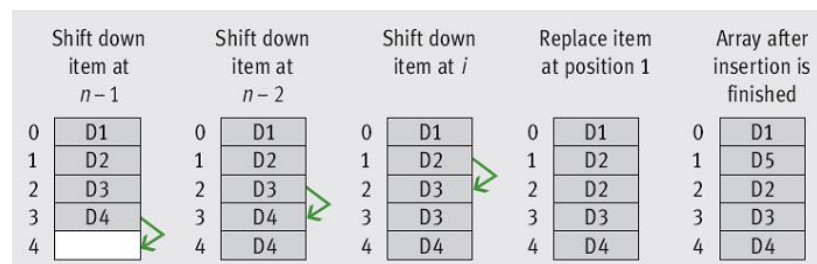 Shift down
item at
n – 1
Shift down
item at
n – 2
Shift down
item at i
Replace item
at position 1
Array after
insertion is
finished
0 D1
1 D2
2 D3
3 D4
4
0 D1
1 D2
2 D3
3 D4
4 D4
0 D1
1 D2
2 D3
3 D3
4 D4
0 D1
1 D2
2 D2
3 D3
4 D4
0 D1
1 D5
2 D2
3 D3
4 D4